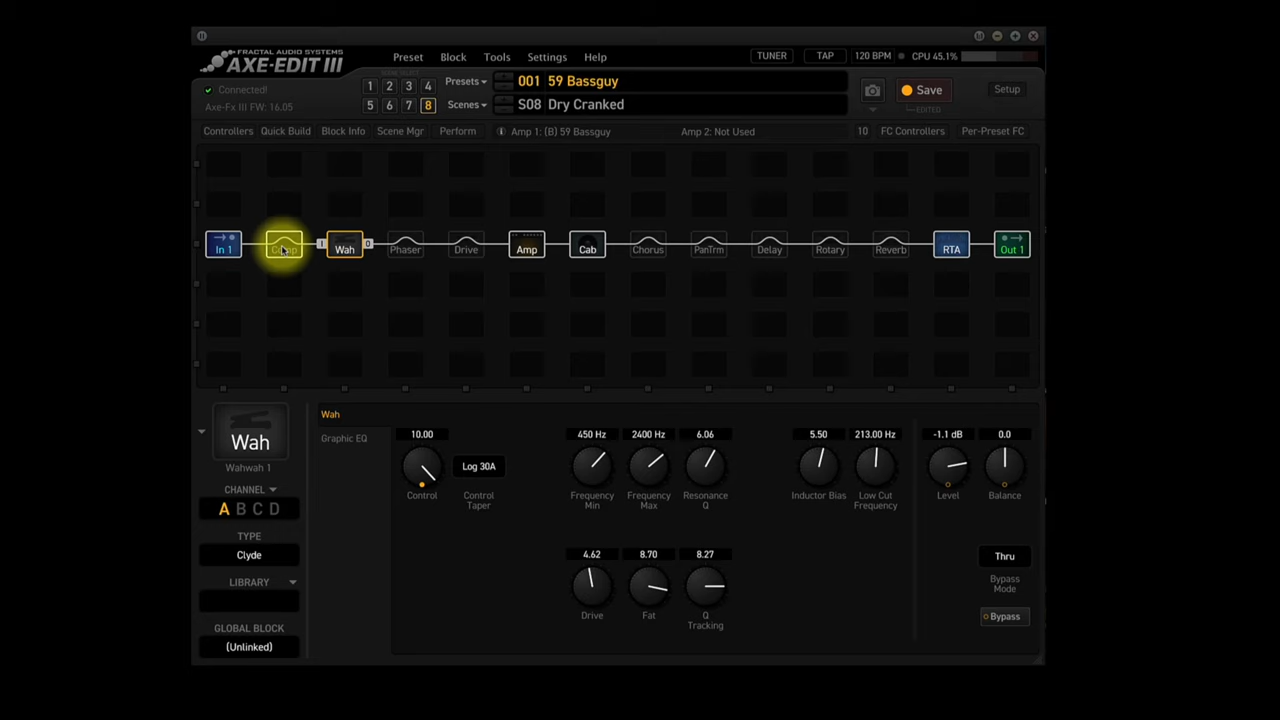 FRACTAL AUDIO SYSTEMS
AXE-EDIT III
Preset Block Tools Settings Help
TUNER TAP 120 BPM CPU 45.1%
Connected!
Axe-Fx III FW: 16.05
1 2 3 4
5 6 7 8
Presets 001 59 Bassguy
Scenes S08 Dry Cranked
Save
EDITED
Setup
Controllers Quick Build Block Info Scene Mgr Perform Amp 1: (B) 59 Bassguy Amp 2: Not Used 10 FC Controllers Per-Preset FC
In 1 Comp Wah Phaser Drive Amp Cab Chorus PanTrm Delay Rotary Reverb RTA Out 1
Wah
Wahwah 1
CHANNEL
A B C D
TYPE
Clyde
LIBRARY
GLOBAL BLOCK
(Unlinked)
Wah
Graphic EQ
10.00 450 Hz 2400 Hz 6.06 5.50 213.00 Hz -1.1 dB 0.0
Log 30A
Control Control Taper Frequency Min Frequency Max Resonance Q Inductor Bias Low Cut Frequency Level Balance
4.62 8.70 8.27
Thru
Drive Fat Q Tracking
Bypass Mode
Bypass